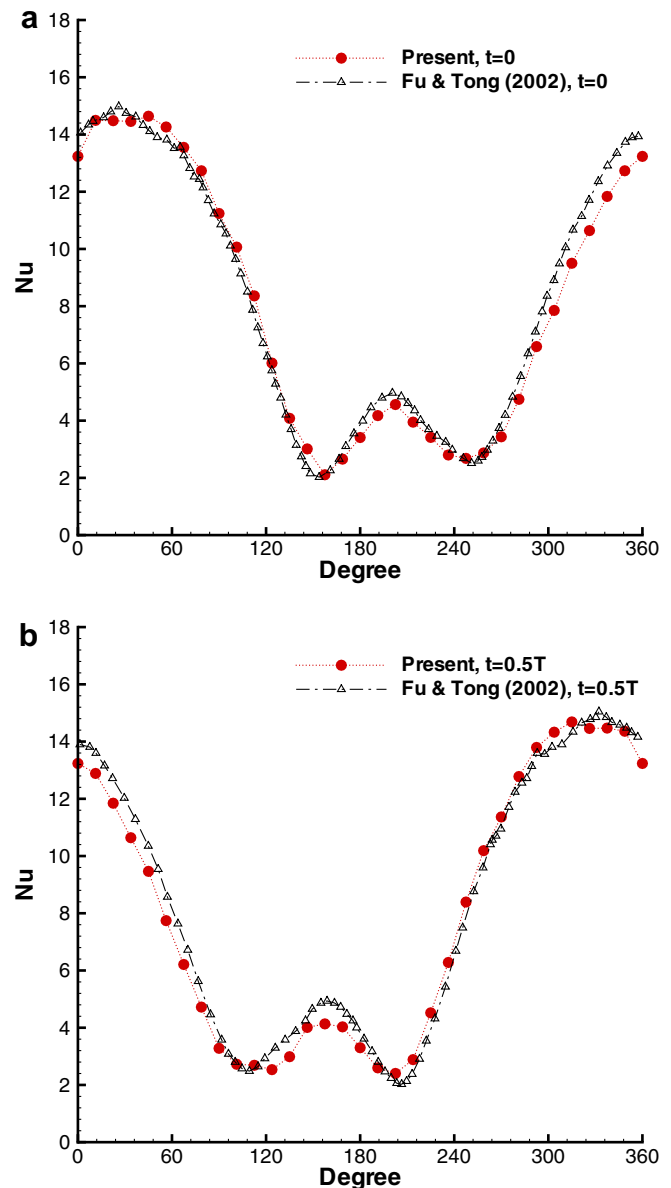 a
18
16
14
12
10
8
6
4
2
0
Nu
Present, t=0
Fu & Tong (2002), t=0
0 60 120 180 240 300 360
Degree
b
18
16
14
12
10
8
6
4
2
0
Nu
Present, t=0.5T
Fu & Tong (2002), t=0.5T
0 60 120 180 240 300 360
Degree